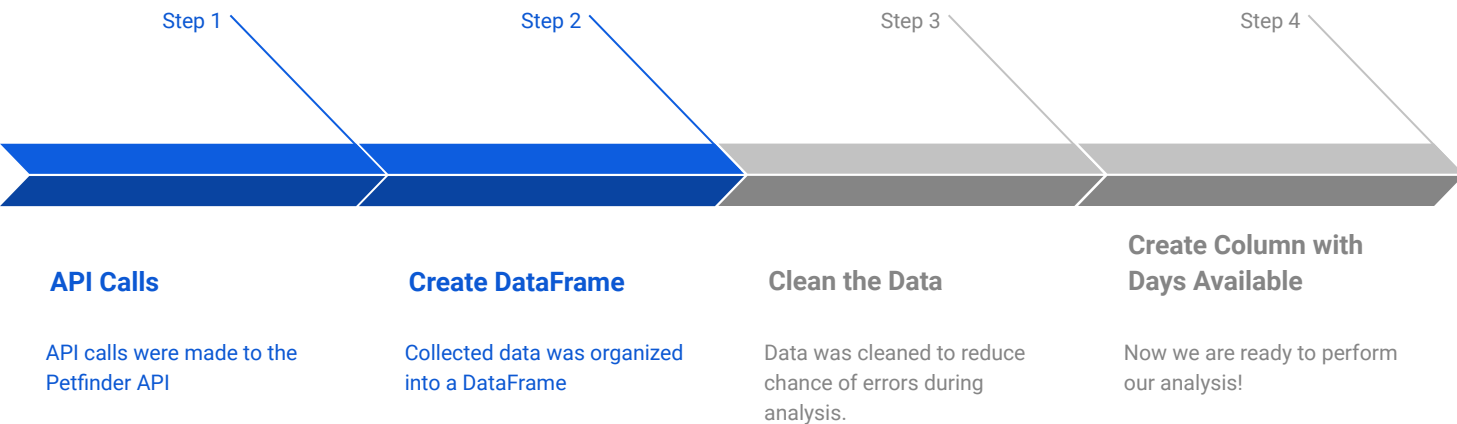 Step 1
Step 2
Step 3
Step 4
API Calls
API calls were made to the
Petfinder API
Create DataFrame
Collected data was organized
into a DataFrame
Clean the Data
Data was cleaned to reduce
chance of errors during
analysis.
Create Column with
Days Available
Now we are ready to perform
our analysis!